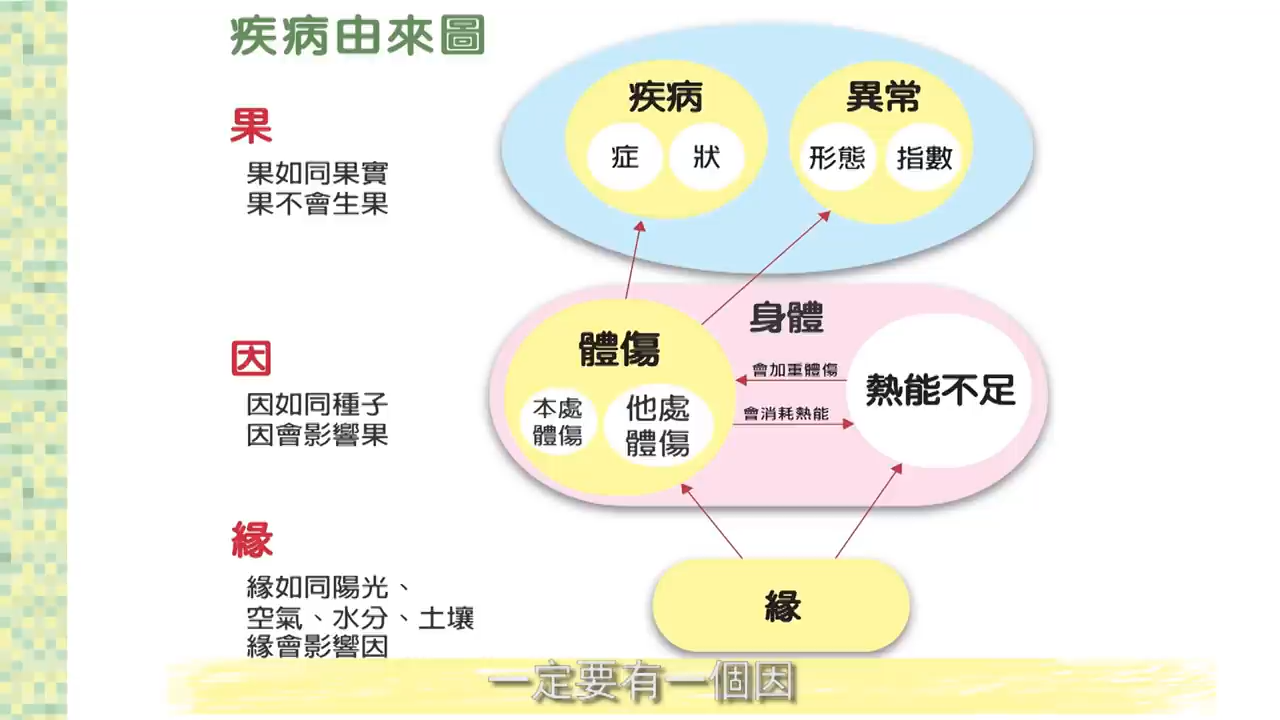 疾病由來圖
果
果如同果實
果不會生果
疾病
症
狀
異常
形態
指數
因
因如同種子
因會影響果
身體
體傷
本處
體傷
他處
體傷
會加重體傷
會消耗熱能
熱能不足
緣
緣如同陽光、
空氣、水分、土壤
緣會影響因
緣
一定要有一個因